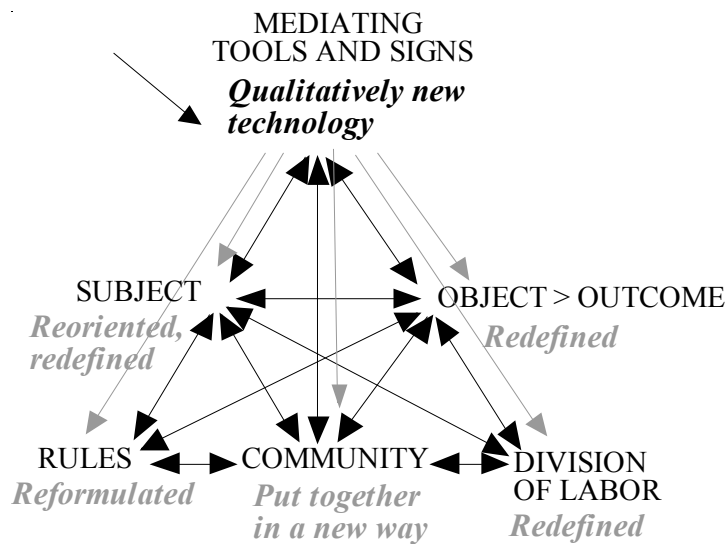 MEDIATING
TOOLS AND SIGNS
Qualitatively new
technology
SUBJECT
Reoriented,
redefined
OBJECT > OUTCOME
Redefined
RULES
Reformulated
COMMUNITY
Put together
in a new way
DIVISION
OF LABOR
Redefined